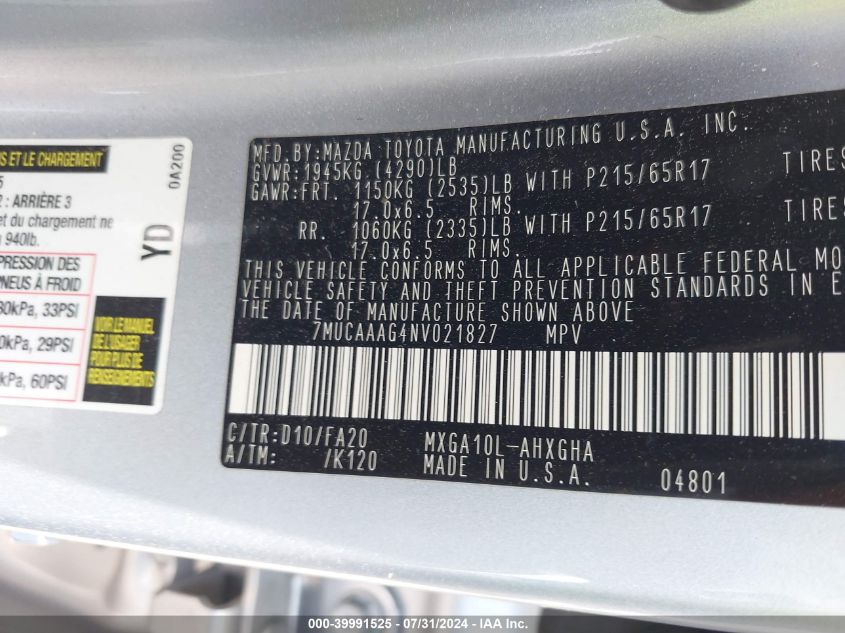 S ET LE CHARGEMENT
5
2 : ARRIÈRE 3
et du chargement ne
940lb.
PRESSION DES
PNEUS À FROID
30kPa, 33PSI
0kPa, 29PSI
kPa, 60PSI
VOIR LE MANUEL
DE L'USAGER
POUR PLUS DE
RENSEIGNEMENTS
0A200
YD
MFD.BY:MAZDA TOYOTA MANUFACTURING U.S.A. INC.
GVWR:1945KG (4290)LB
GAWR:FRT. 1150KG (2535)LB WITH P215/65R17 TIRES
17.0x6.5 RIMS.
RR. 1060KG (2335)LB WITH P215/65R17 TIRES
17.0x6.5 RIMS.
THIS VEHICLE CONFORMS TO ALL APPLICABLE FEDERAL MO
VEHICLE SAFETY AND THEFT PREVENTION STANDARDS IN E
THE DATE OF MANUFACTURE SHOWN ABOVE
7MUCAAAG4NV021827 MPV
C/TR:D10/FA20 MXGA10L-AHXGHA
A/TM: /K120 MADE IN U.S.A. 04801
000-39991525 - 07/31/2024 - IAA Inc.